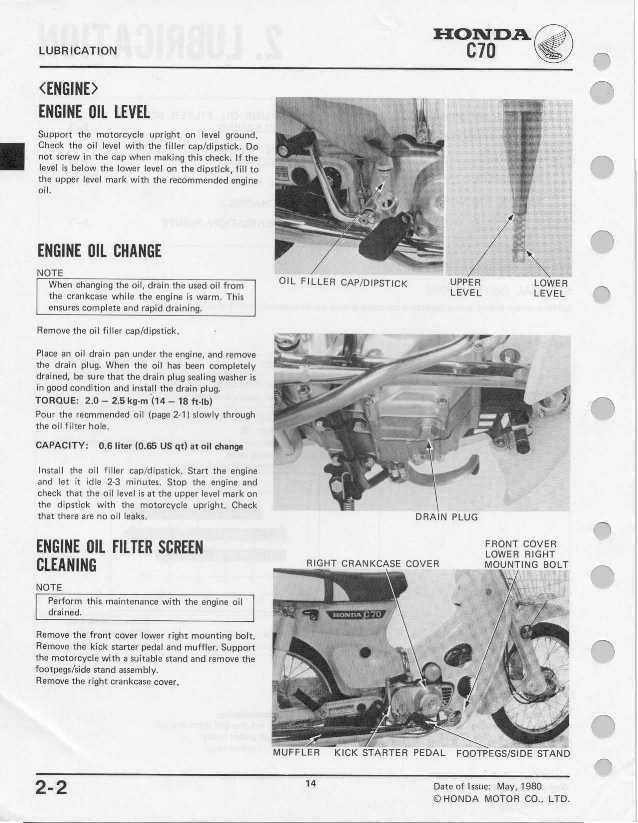 LUBRICATION
HONDA
C70
<ENGINE>
ENGINE OIL LEVEL
Support the motorcycle upright on level ground.
Check the oil level with the filler cap/dipstick. Do
not screw in the cap when making this check. If the
level is below the lower level on the dipstick, fill to
the upper level mark with the recommended engine
oil.
OIL FILLER CAP/DIPSTICK
UPPER
LEVEL
LOWER
LEVEL
ENGINE OIL CHANGE
NOTE
When changing the oil, drain the used oil from
the crankcase while the engine is warm. This
ensures complete and rapid draining.
Remove the oil filler cap/dipstick.
Place an oil drain pan under the engine, and remove
the drain plug. When the oil has been completely
drained, be sure that the drain plug sealing washer is
in good condition and install the drain plug.
TORQUE: 2.0 – 2.5 kg-m (14 – 18 ft-lb)
Pour the recmmended oil (page 2-1) slowly through
the oil filter hole.
CAPACITY: 0.6 liter (0.65 US qt) at oil change
Install the oil filler cap/dipstick. Start the engine
and let it idle 2-3 minutes. Stop the engine and
check that the oil level is at the upper level mark on
the dipstick with the motorcycle upright. Check
that there are no oil leaks.
DRAIN PLUG
ENGINE OIL FILTER SCREEN
CLEANING
NOTE
Perform this maintenance with the engine oil
drained.
Remove the front cover lower right mounting bolt.
Remove the kick starter pedal and muffler. Support
the motorcycle with a suitable stand and remove the
footpegs/side stand assembly.
Remove the right crankcase cover.
RIGHT CRANKCASE COVER
FRONT COVER
LOWER RIGHT
MOUNTING BOLT
HONDA C70
MUFFLER
KICK STARTER PEDAL
FOOTPEGS/SIDE STAND
2-2
14
Date of Issue: May, 1980
© HONDA MOTOR CO., LTD.